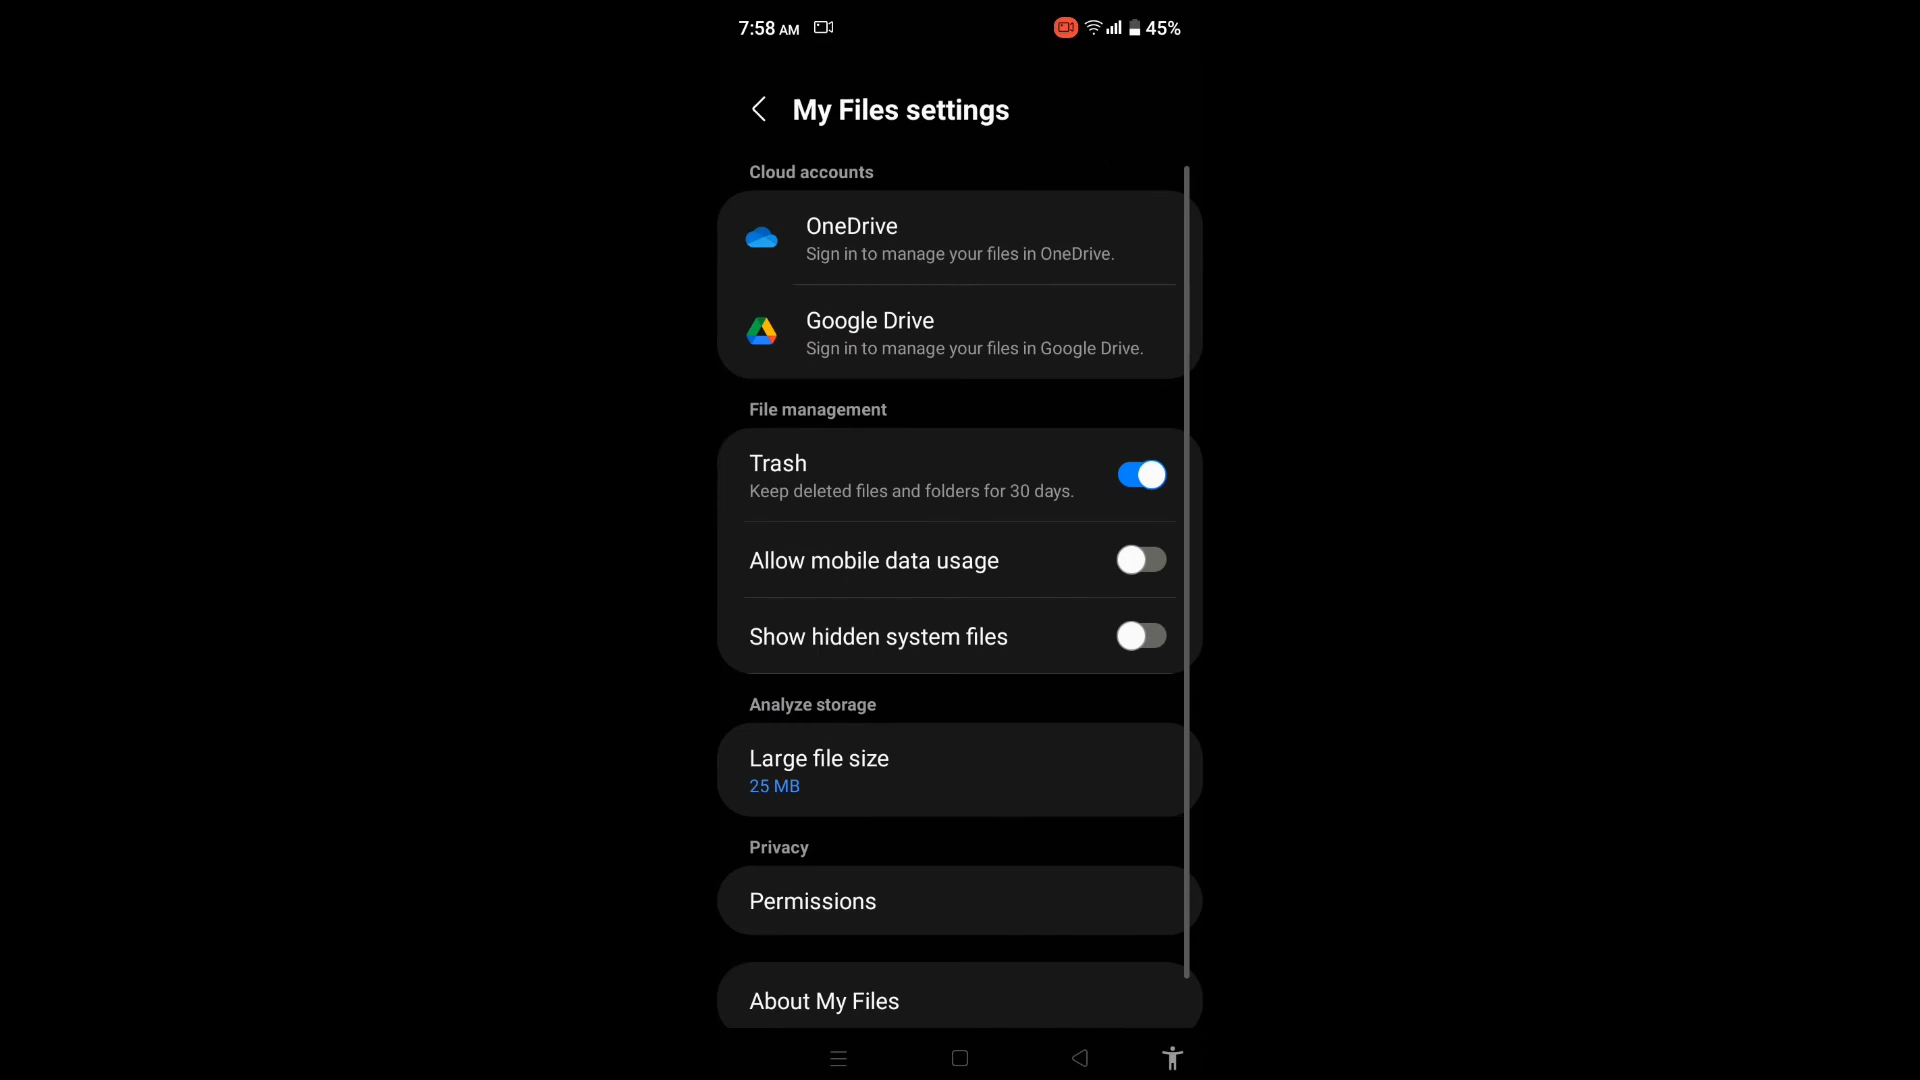 7:58 AM
45%
My Files settings
Cloud accounts
OneDrive
Sign in to manage your files in OneDrive.
Google Drive
Sign in to manage your files in Google Drive.
File management
Trash
Keep deleted files and folders for 30 days.
Allow mobile data usage
Show hidden system files
Analyze storage
Large file size
25 MB
Privacy
Permissions
About My Files